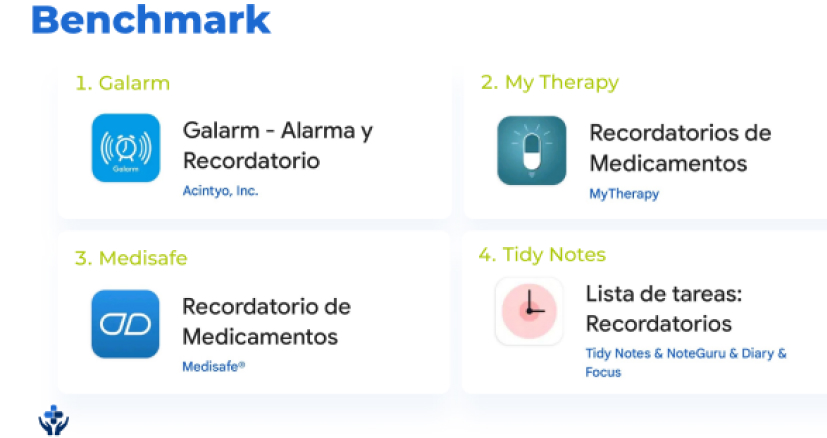 Benchmark
1. Galarm
Galarm
Galarm - Alarma y
Recordatorio
Acintyo, Inc.
2. My Therapy
Recordatorios de
Medicamentos
MyTherapy
3. Medisafe
Recordatorio de
Medicamentos
Medisafe®
4. Tidy Notes
Lista de tareas:
Recordatorios
Tidy Notes & NoteGuru & Diary &
Focus